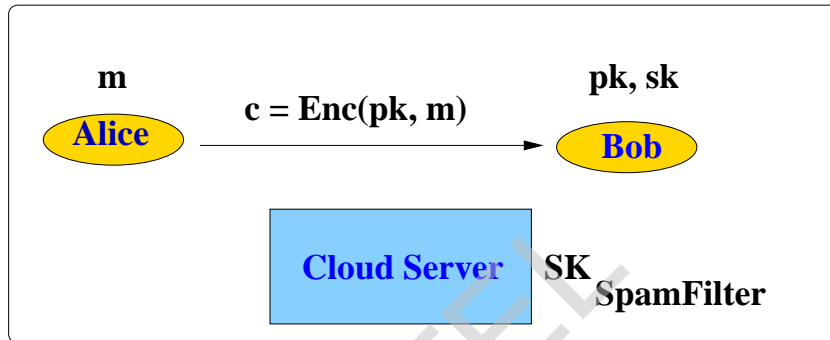 m
pk, sk
c = Enc(pk, m)
Alice
Bob
Cloud Server
SK SpamFilter